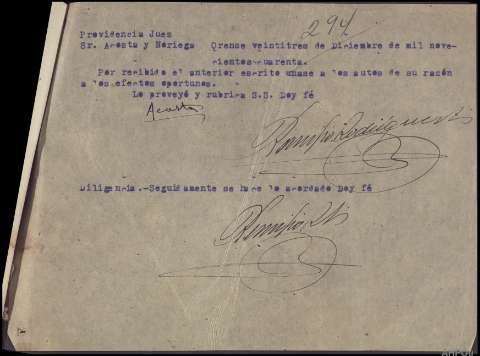 294
Providencia Juez
Sr. Acosta y Noriega Orense veintitres de Diciembre de mil nove-
cientos cuarenta.
Por recibido el anterior escrito unase a los autos de su razón
a los efectos oportunos.
Lo proveyó y rubrica S.S. Doy fé
Acosta
Diligencia.-Seguidamente se hace lo acordado Doy fé